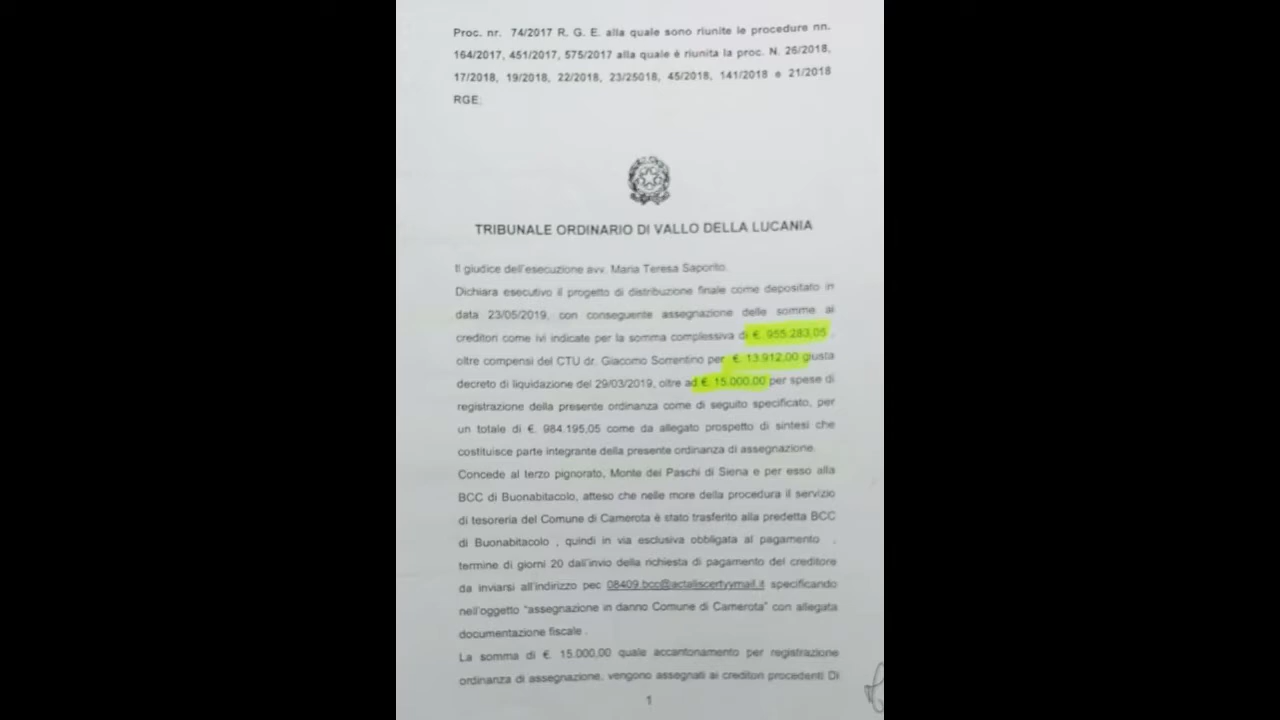 Proc. nr. 74/2017 R. G. E. alla quale sono riunite le procedure nn.
164/2017, 451/2017, 575/2017 alla quale è riunita la proc. N. 26/2018,
17/2018, 19/2018, 22/2018, 23/25018, 45/2018, 141/2018 e 21/2018
RGE;
TRIBUNALE ORDINARIO DI VALLO DELLA LUCANIA
Il giudice dell'esecuzione avv. Maria Teresa Saporito.
Dichiara esecutivo il progetto di distribuzione finale come depositato in
data 23/05/2019, con conseguente assegnazione delle somme ai
creditori come ivi indicate per la somma complessiva di €. 955.283,05 ,
oltre compensi del CTU dr. Giacomo Sorrentino per €. 13.912,00 giusta
decreto di liquidazione del 29/03/2019, oltre ad €. 15.000,00 per spese di
registrazione della presente ordinanza come di seguito specificato, per
un totale di €. 984.195,05 come da allegato prospetto di sintesi che
costituisce parte integrante della presente ordinanza di assegnazione.
Concede al terzo pignorato, Monte dei Paschi di Siena e per esso alla
BCC di Buonabitacolo, atteso che nelle more della procedura il servizio
di tesoreria del Comune di Camerota è stato trasferito alla predetta BCC
di Buonabitacolo , quindi in via esclusiva obbligata al pagamento ,
termine di giorni 20 dall'invio della richiesta di pagamento del creditore
da inviarsi all'indirizzo pec 08409.bcc@actaliscertyymail.it specificando
nell'oggetto "assegnazione in danno Comune di Camerota" con allegata
documentazione fiscale .
La somma di €. 15.000,00 quale accantonamento per registrazione
ordinanza di assegnazione, vengono assegnati ai creditori procedenti Di
1